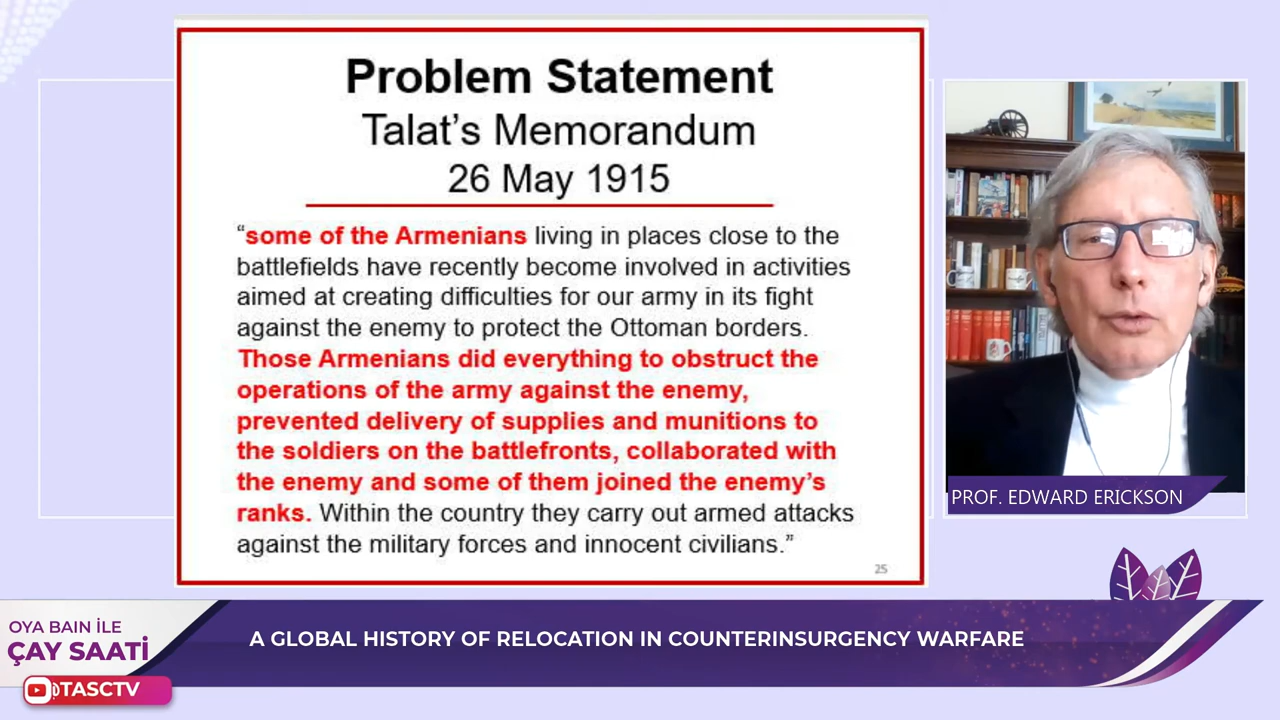 Problem Statement
Talat's Memorandum
26 May 1915
“some of the Armenians living in places close to the
battlefields have recently become involved in activities
aimed at creating difficulties for our army in its fight
against the enemy to protect the Ottoman borders.
Those Armenians did everything to obstruct the
operations of the army against the enemy,
prevented delivery of supplies and munitions to
the soldiers on the battlefronts, collaborated with
the enemy and some of them joined the enemy's
ranks. Within the country they carry out armed attacks
against the military forces and innocent civilians.”
25
PROF. EDWARD ERICKSON
OYA BAIN İLE
ÇAY SAATİ
@TASCTV
A GLOBAL HISTORY OF RELOCATION IN COUNTERINSURGENCY WARFARE